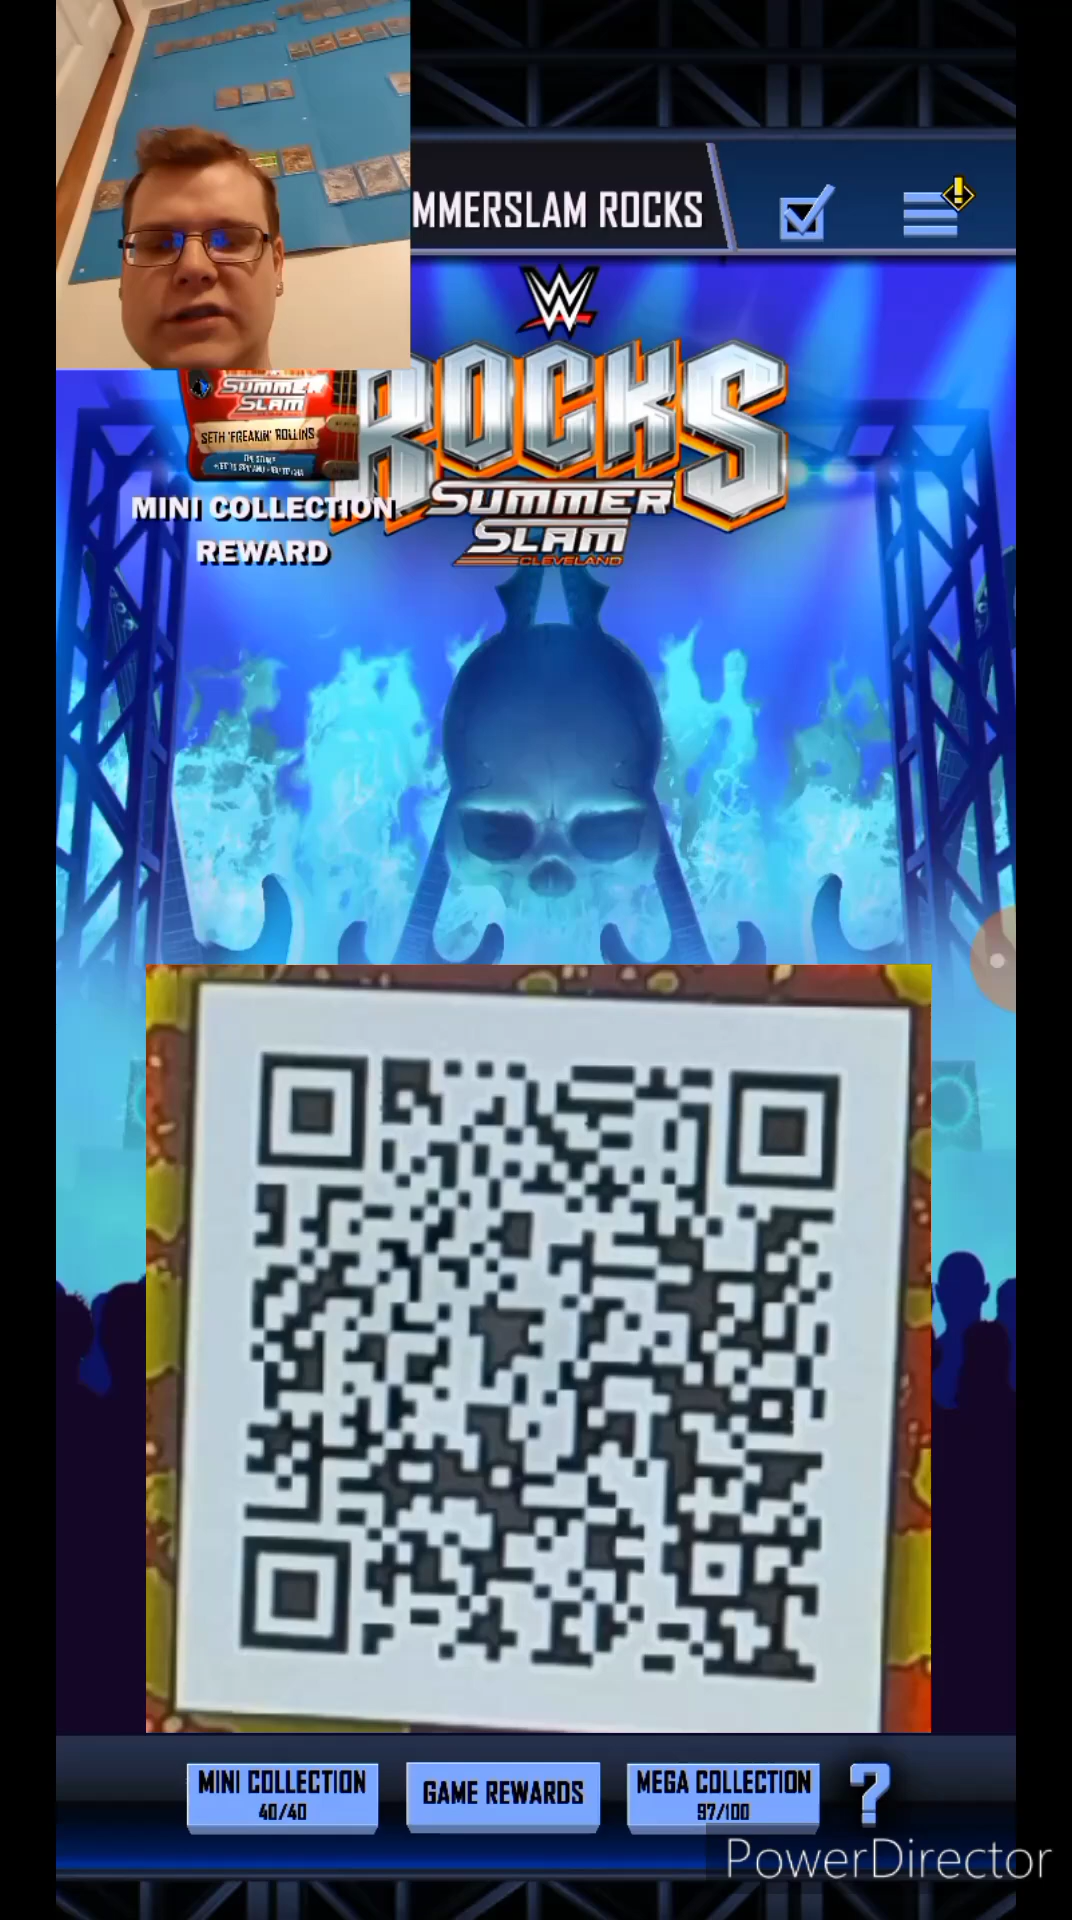 MMERSLAM ROCKS
W
ROCKS
SUMMER
SLAM
CLEVELAND
SUMMER
SLAM
SETH 'FREAKIN' ROLLINS
MINI COLLECTION
REWARD
MINI COLLECTION
40/40
GAME REWARDS
MEGA COLLECTION
97/100
?
PowerDirector